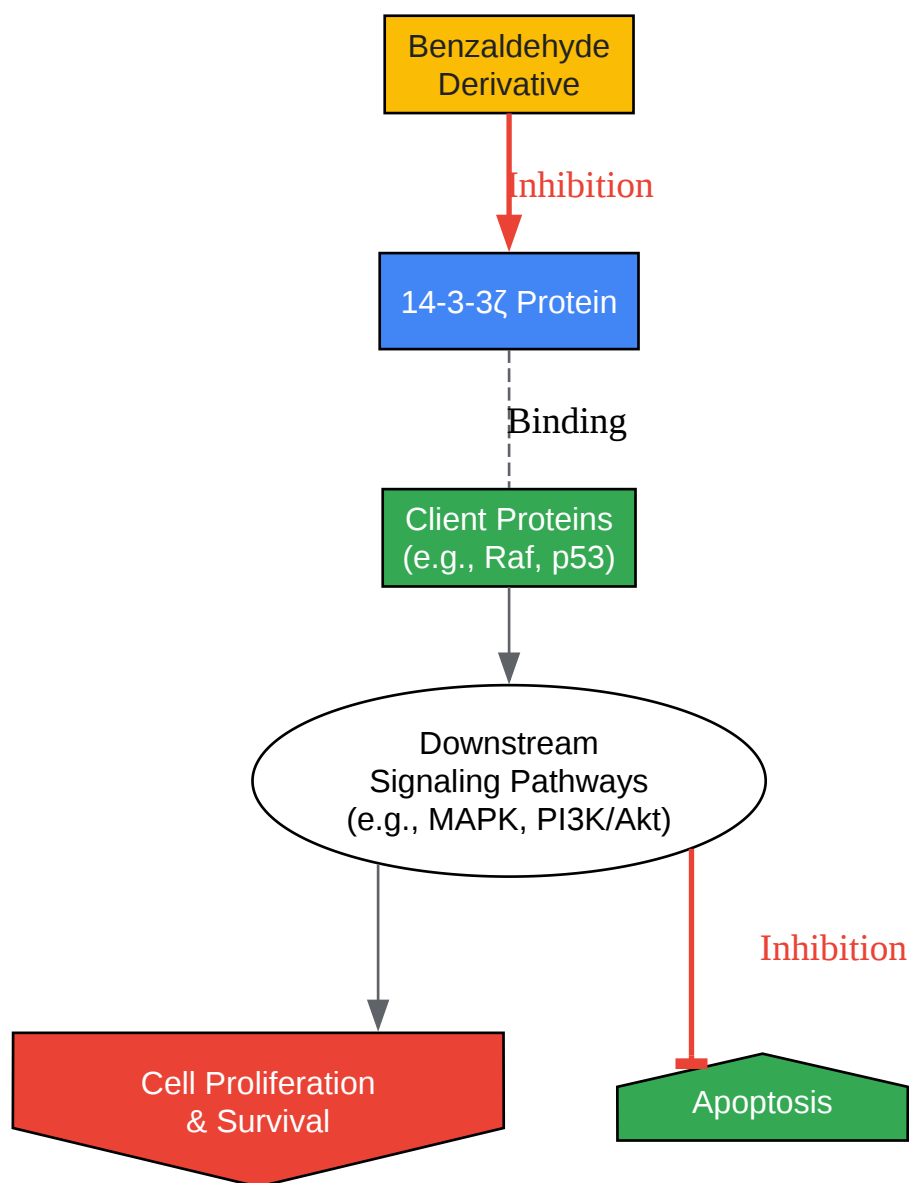 Benzaldehyde
Derivative
Inhibition
14-3-3ζ Protein
Binding
Client Proteins
(e.g., Raf, p53)
Downstream
Signaling Pathways
(e.g., MAPK, PI3K/Akt)
Inhibition
Cell Proliferation
& Survival
Apoptosis